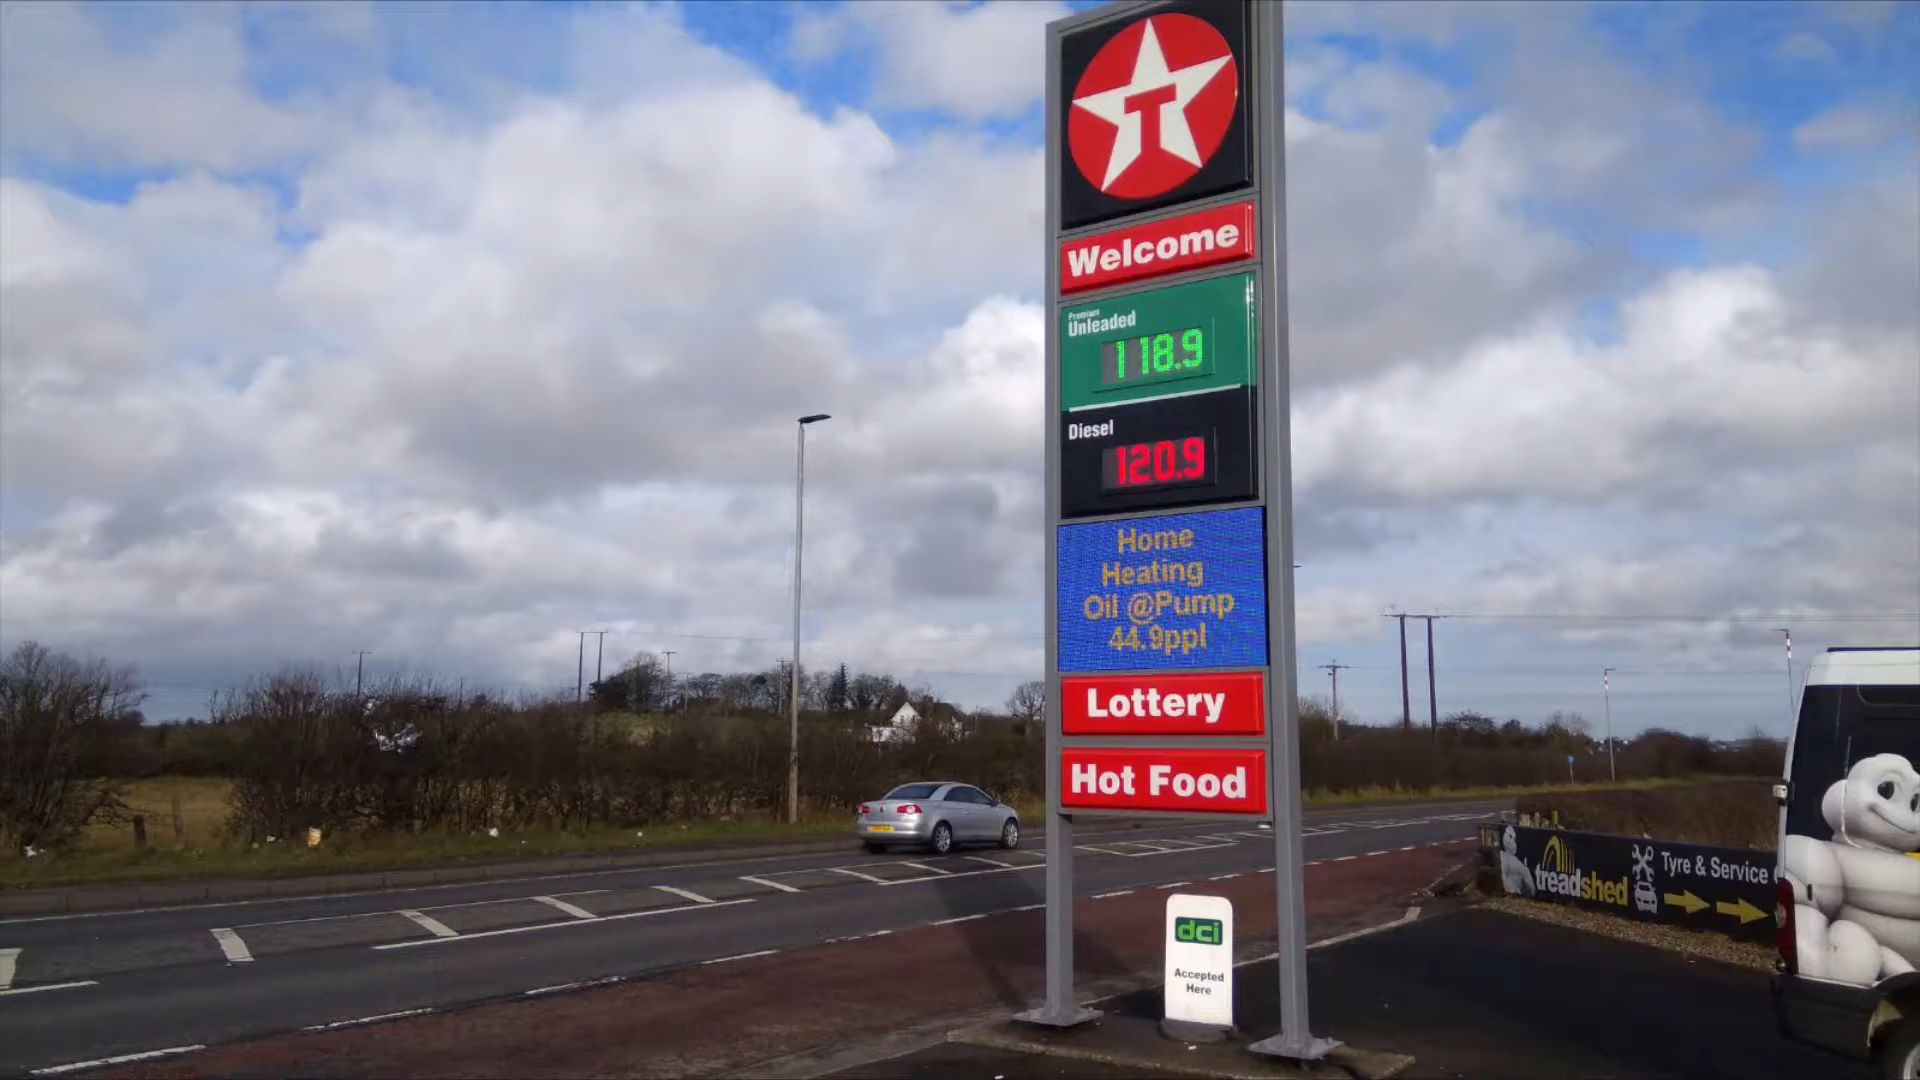 T
Welcome
Premium
Unleaded
118.9
Diesel
120.9
Home
Heating
Oil @Pump
44.9ppl
Lottery
Hot Food
dci
Accepted
Here
treadshed
Tyre & Service